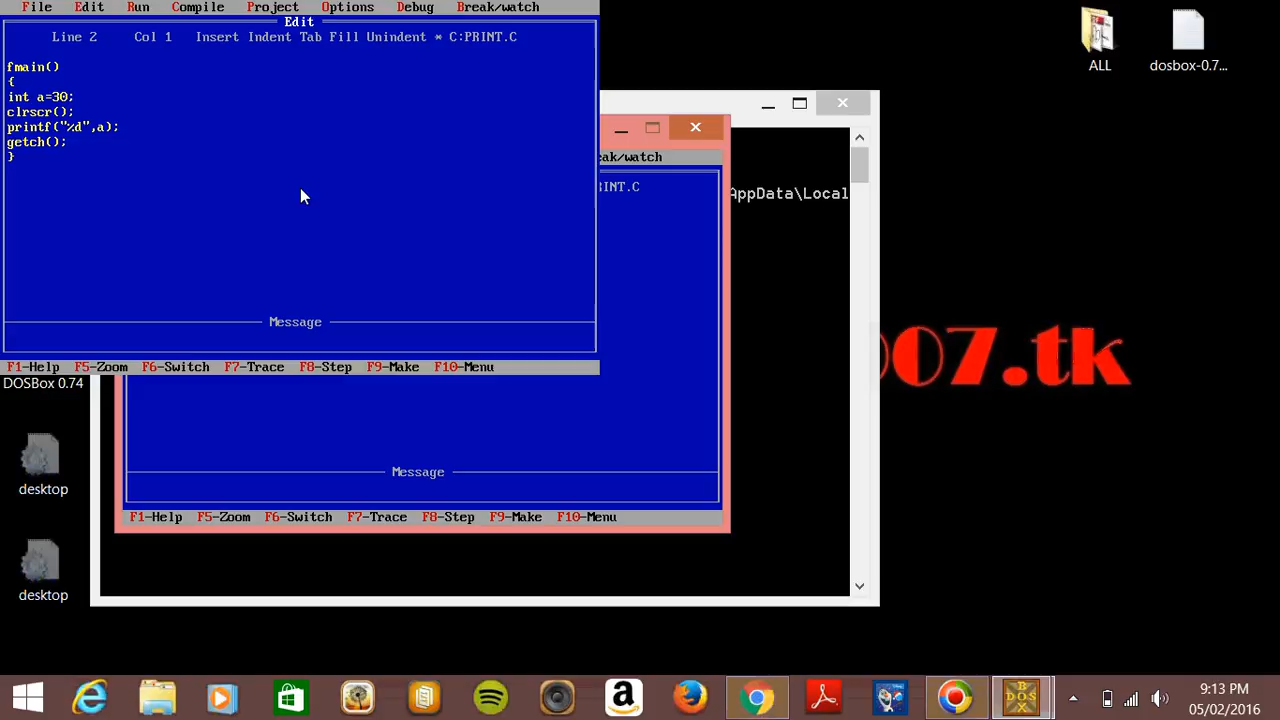 File Edit Run Compile Project Options Debug Break/watch
Edit
Line 2 Col 1 Insert Indent Tab Fill Unindent * C:PRINT.C
fmain()
{
int a=30;
clrscr();
printf("%d",a);
getch();
}
Message
F1-Help F5-Zoom F6-Switch F7-Trace F8-Step F9-Make F10-Menu
ALL
dosbox-0.7...
eak/watch
RINT.C
AppData\Local
Message
F1-Help F5-Zoom F6-Switch F7-Trace F8-Step F9-Make F10-Menu
007.tk
DOSBox 0.74
desktop
desktop
9:13 PM
05/02/2016